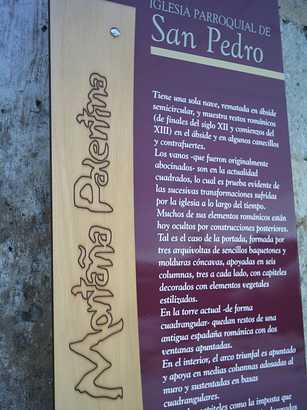 IGLESIA PARROQUIAL DE
San Pedro
Montaña Palentina
Tiene una sola nave, rematada en ábside
semicircular, y muestra restos románicos
(de finales del siglo XII y comienzos del
XIII) en el ábside y en algunos canecillos
y contrafuertes.
Los vanos -que fueron originalmente
abocinados- son en la actualidad
cuadrados, lo cual es prueba evidente de
las sucesivas transformaciones sufridas
por la iglesia a lo largo del tiempo.
Muchos de sus elementos románicos están
hoy ocultos por construcciones posteriores.
Tal es el caso de la portada, formada por
tres arquivoltas de sencillos baquetones y
molduras cóncavas, apoyadas en seis
columnas, tres a cada lado, con capiteles
decorados con elementos vegetales
estilizados.
En la torre actual -de forma
cuadrangular- quedan restos de una
antigua espadaña románica con dos
ventanas apuntadas.
En el interior, el arco triunfal es apuntado
y apoya en medias columnas adosadas al
muro y sustentadas en basas
cuadrangulares.
capiteles como la imposta que